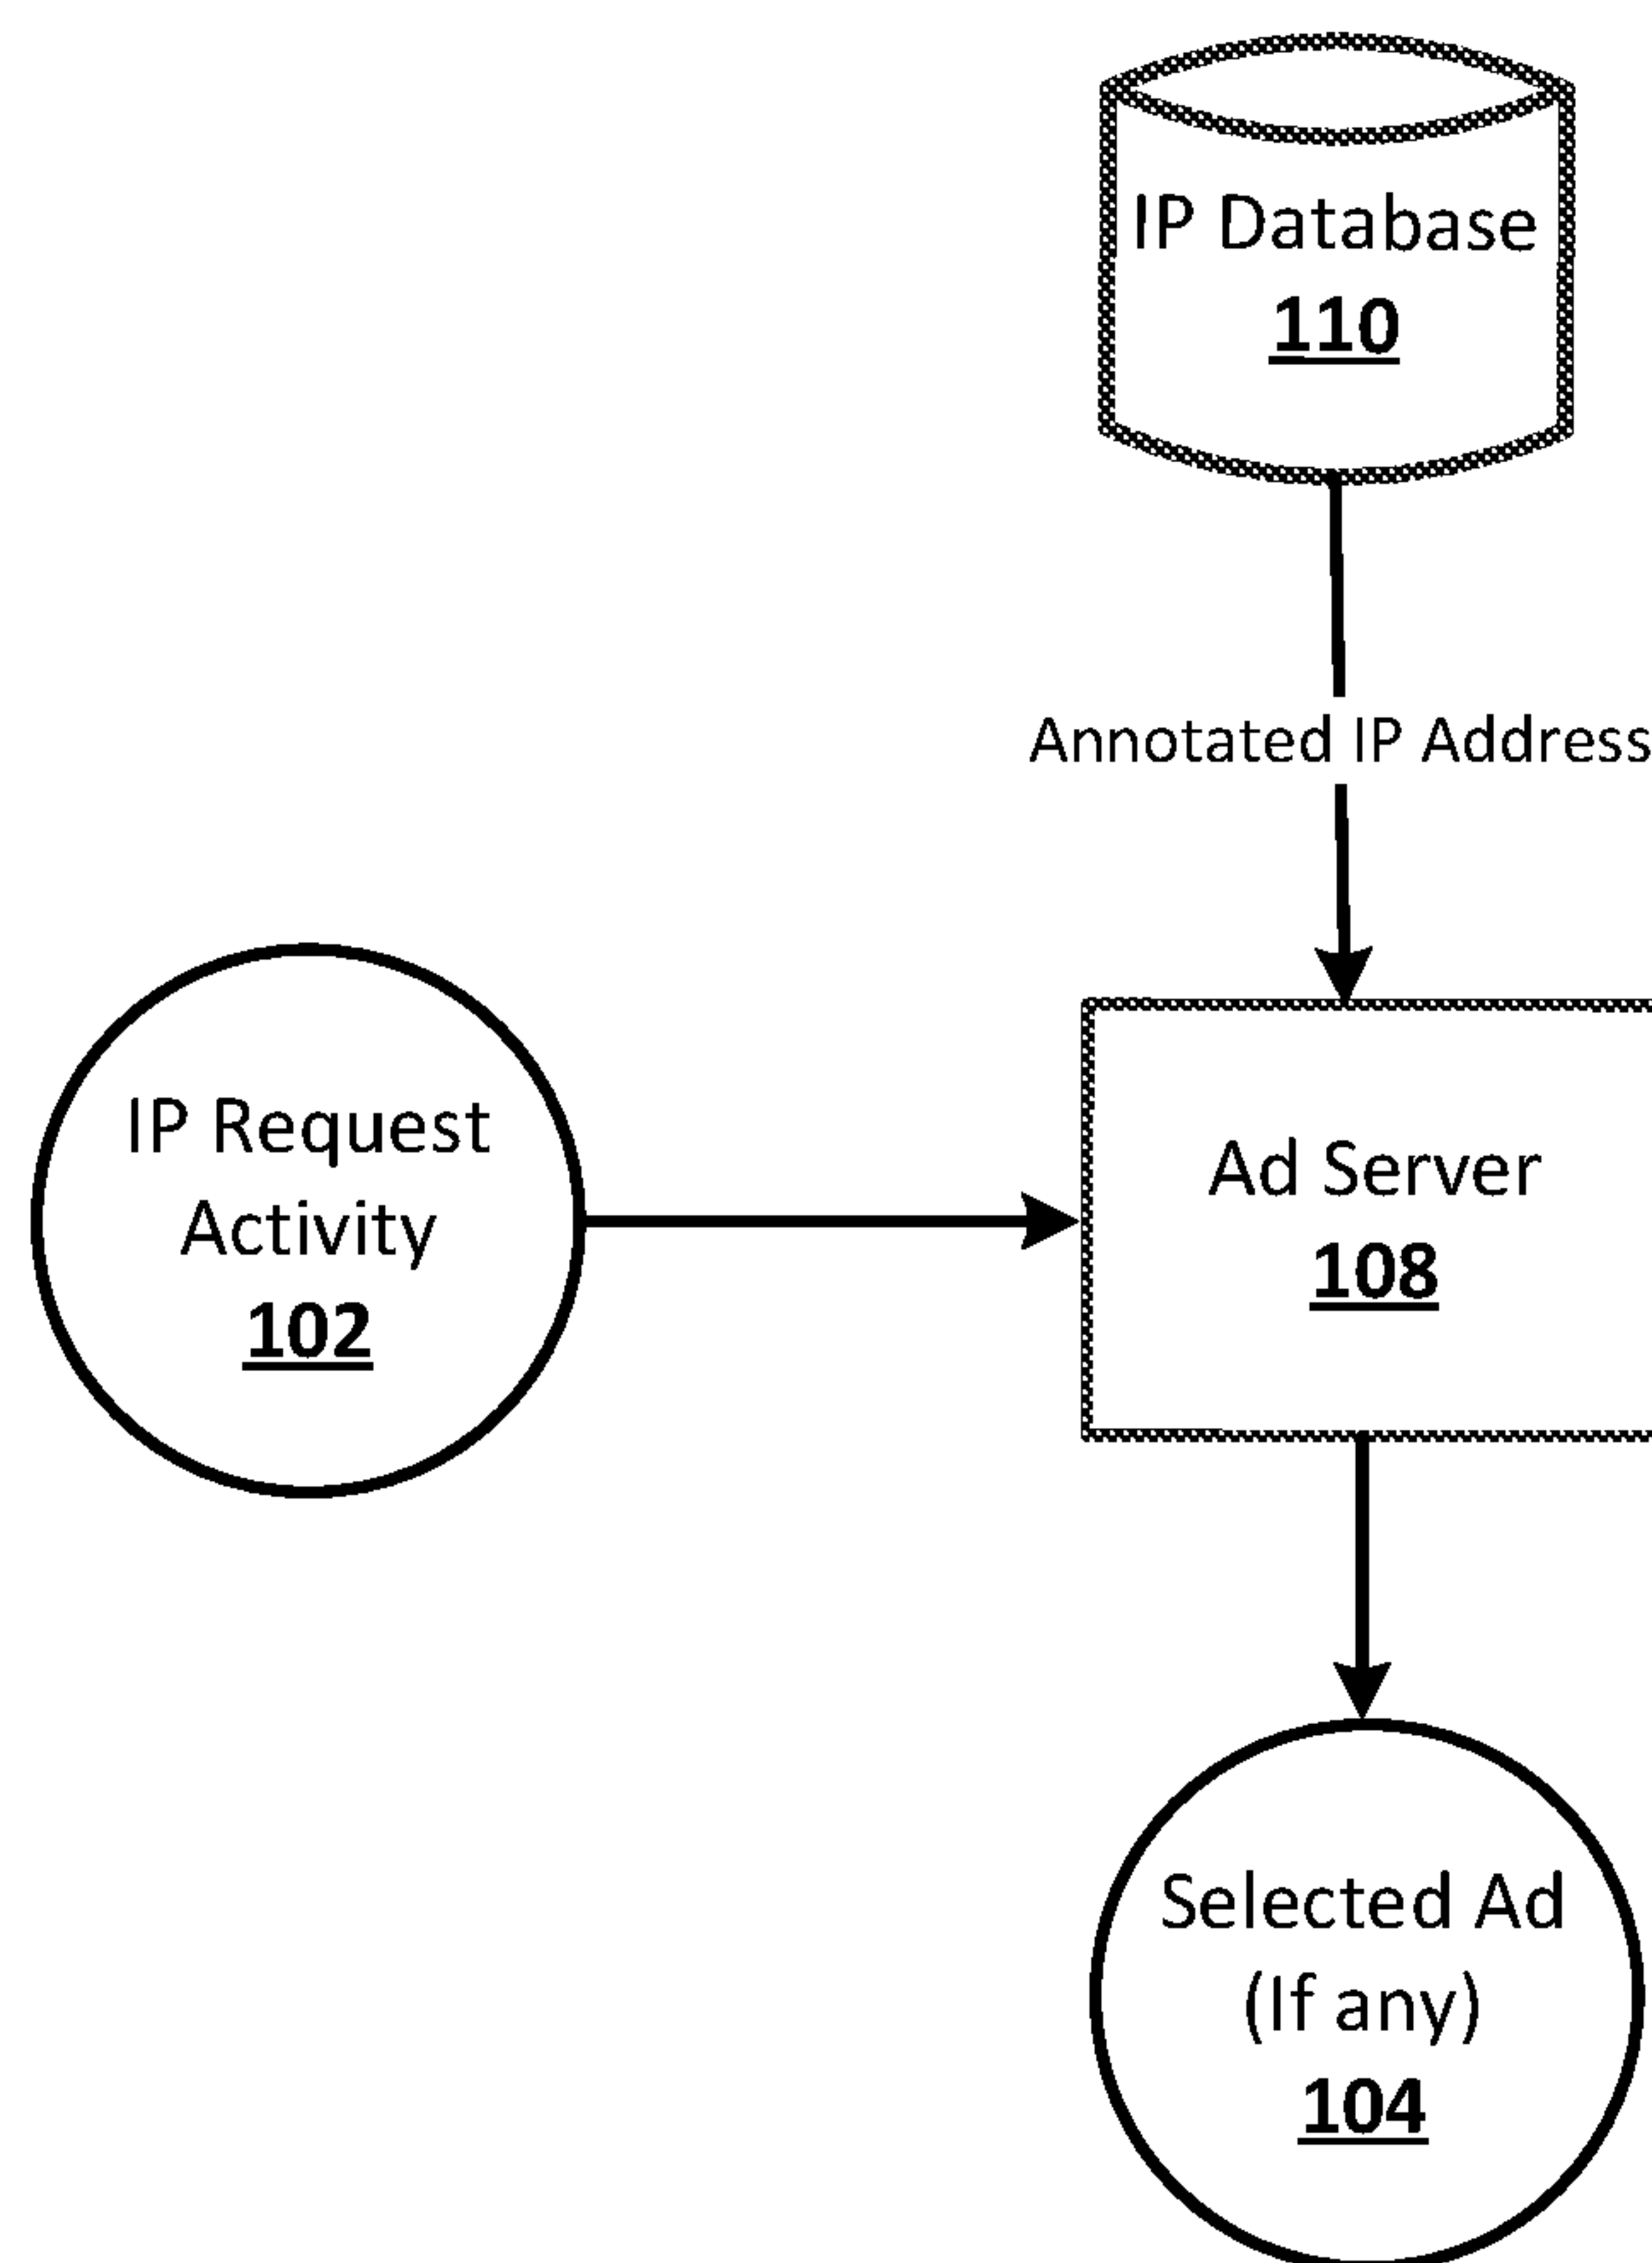 IP Database
110
Annotated IP Address
IP Request
Activity
102
Ad Server
108
Selected Ad
(If any)
104